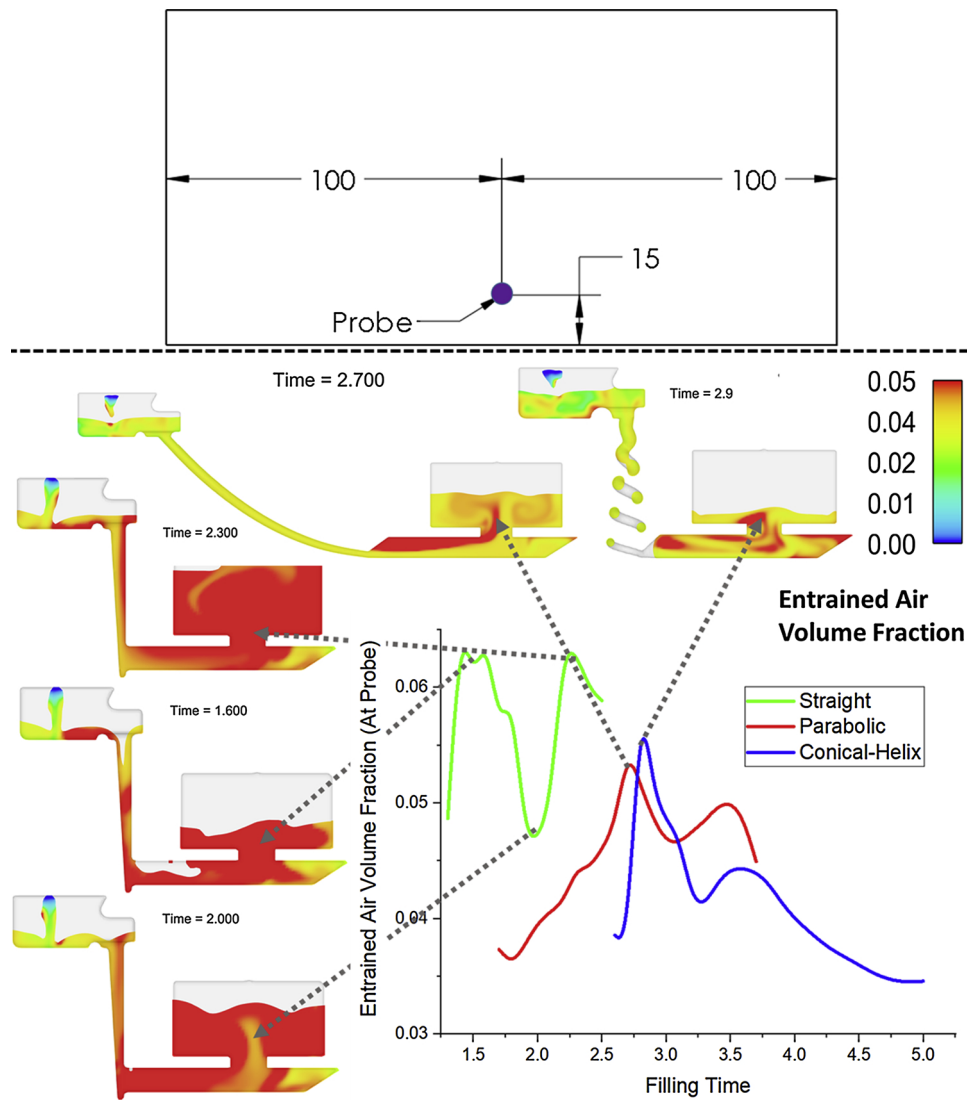 100
100
15
Probe
Time = 2.700
Time = 2.9
0.05
0.04
0.02
0.01
0.00
Time = 2.300
Entrained Air
Volume Fraction
Time = 1.600
Time = 2.000
Entrained Air Volume Fraction (At Probe)
0.06
0.05
0.04
0.03
Straight
Parabolic
Conical-Helix
1.5 2.0 2.5 3.0 3.5 4.0 4.5 5.0
Filling Time